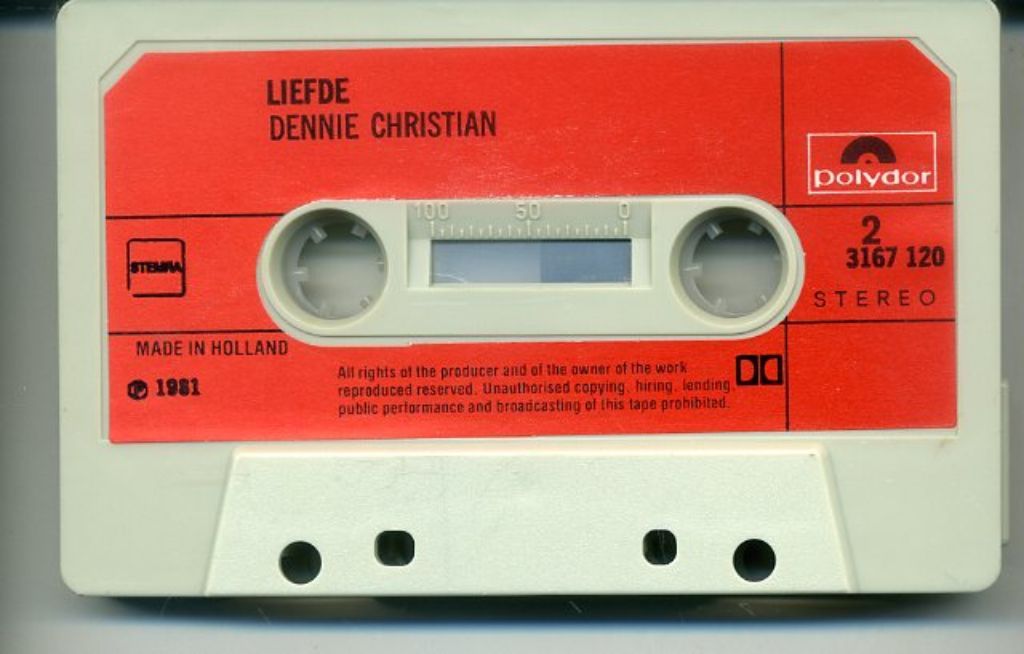 LIEFDE
DENNIE CHRISTIAN
polydor
100 50 0
2
3167 120
STEREO
STEMRA
MADE IN HOLLAND
℗ 1981
All rights of the producer and of the owner of the work
reproduced reserved. Unauthorised copying, hiring, lending,
public performance and broadcasting of this tape prohibited.